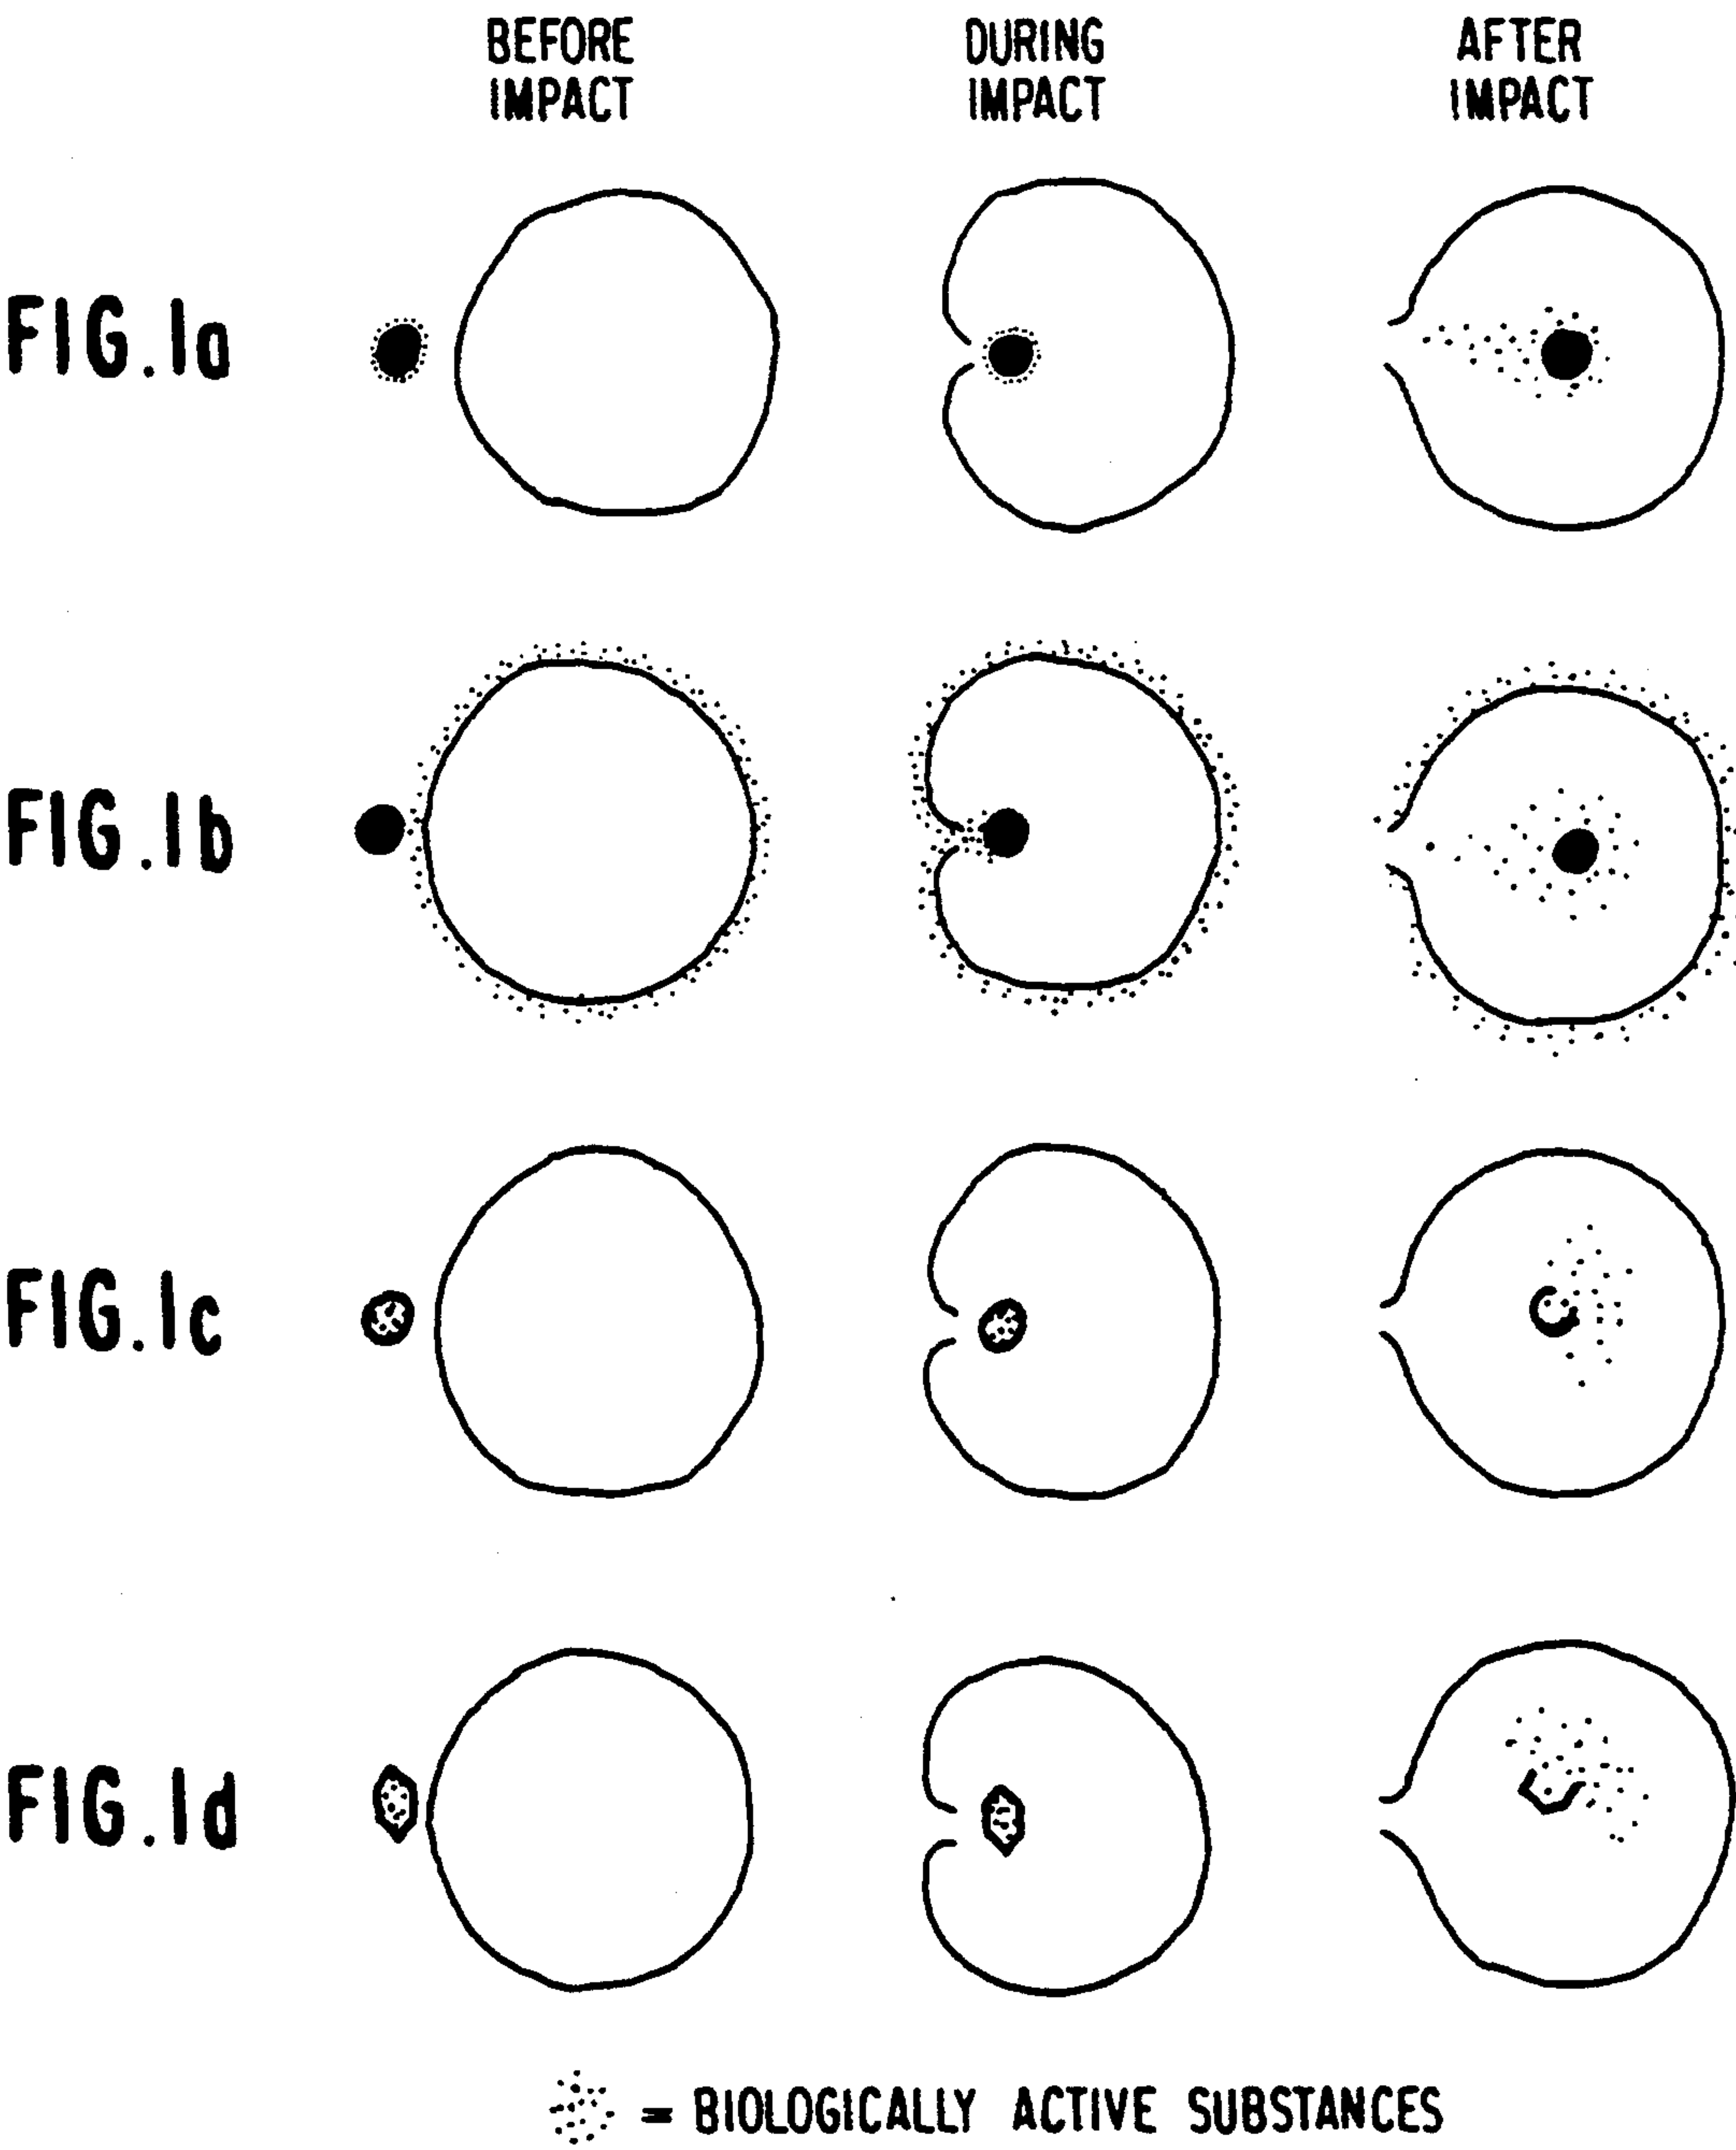 BEFORE IMPACT
DURING IMPACT
AFTER IMPACT
FIG.1a
FIG.1b
FIG.1c
FIG.1d
= BIOLOGICALLY ACTIVE SUBSTANCES